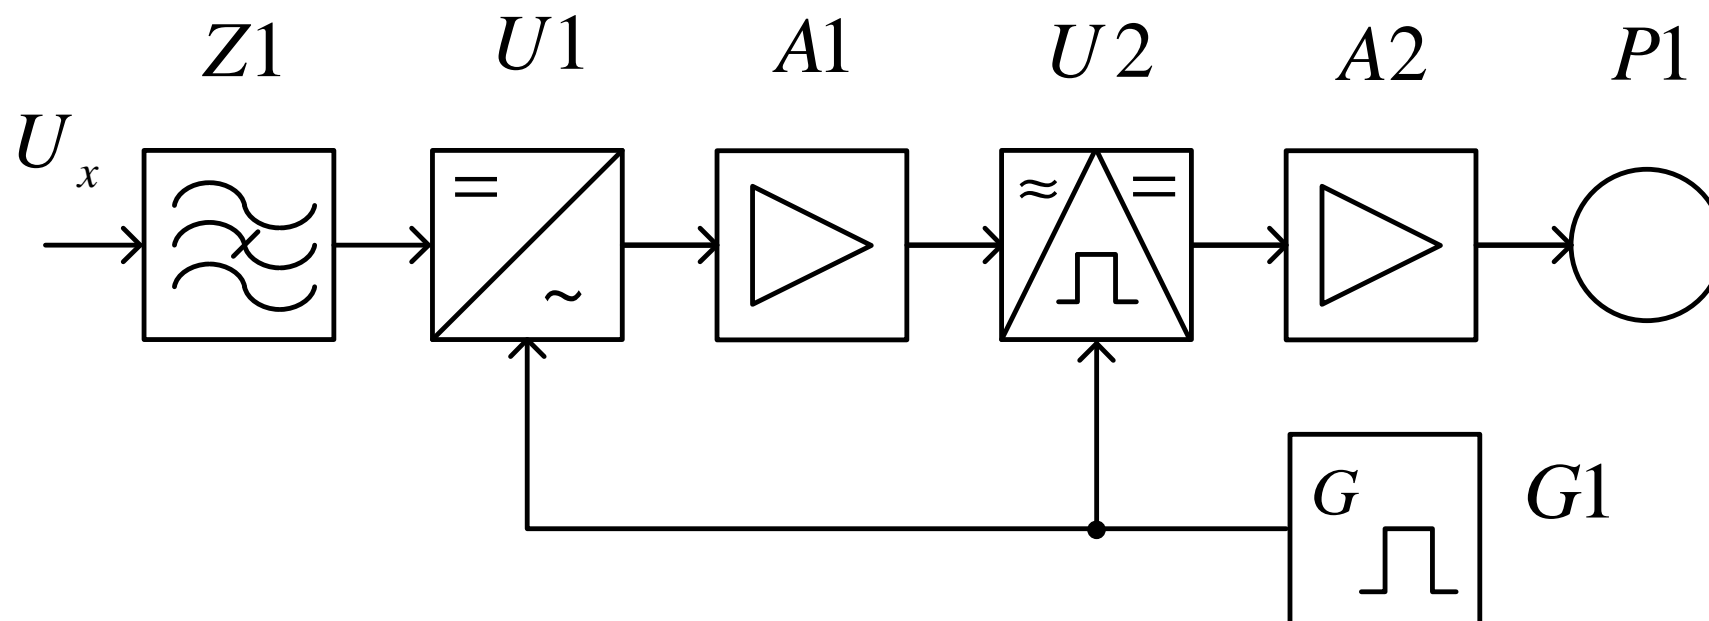 Z1 U1 A1 U2 A2 P1
U x
= ~ ≈ =
G G1